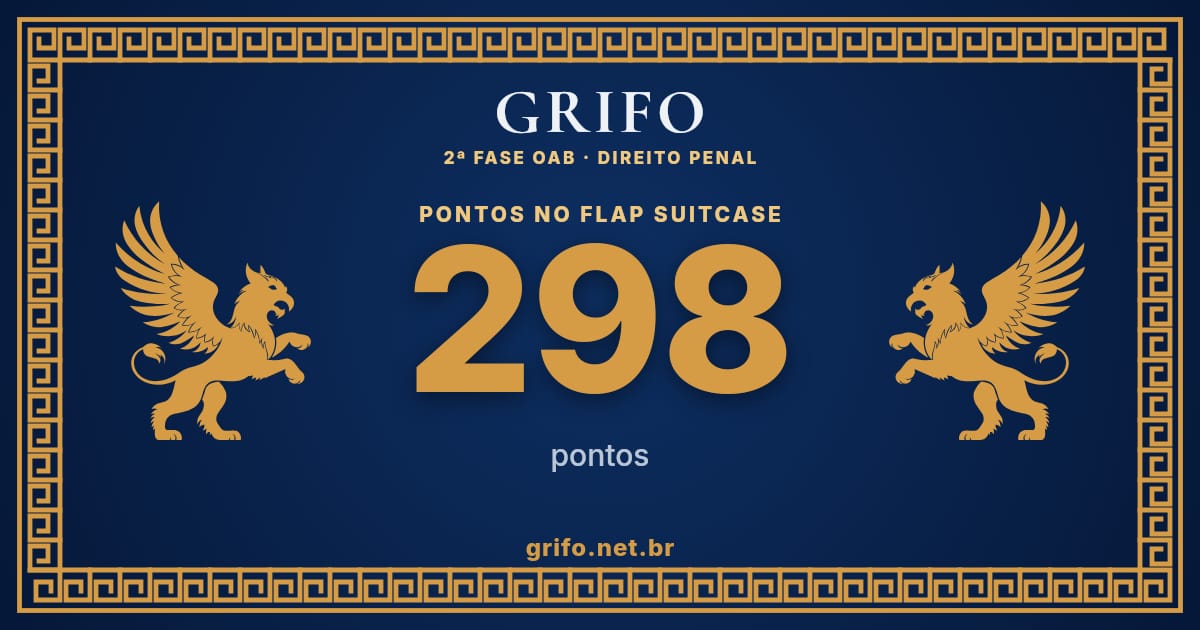 GRIFO
2ª FASE OAB · DIREITO PENAL
PONTOS NO FLAP SUITCASE
298
pontos
grifo.net.br